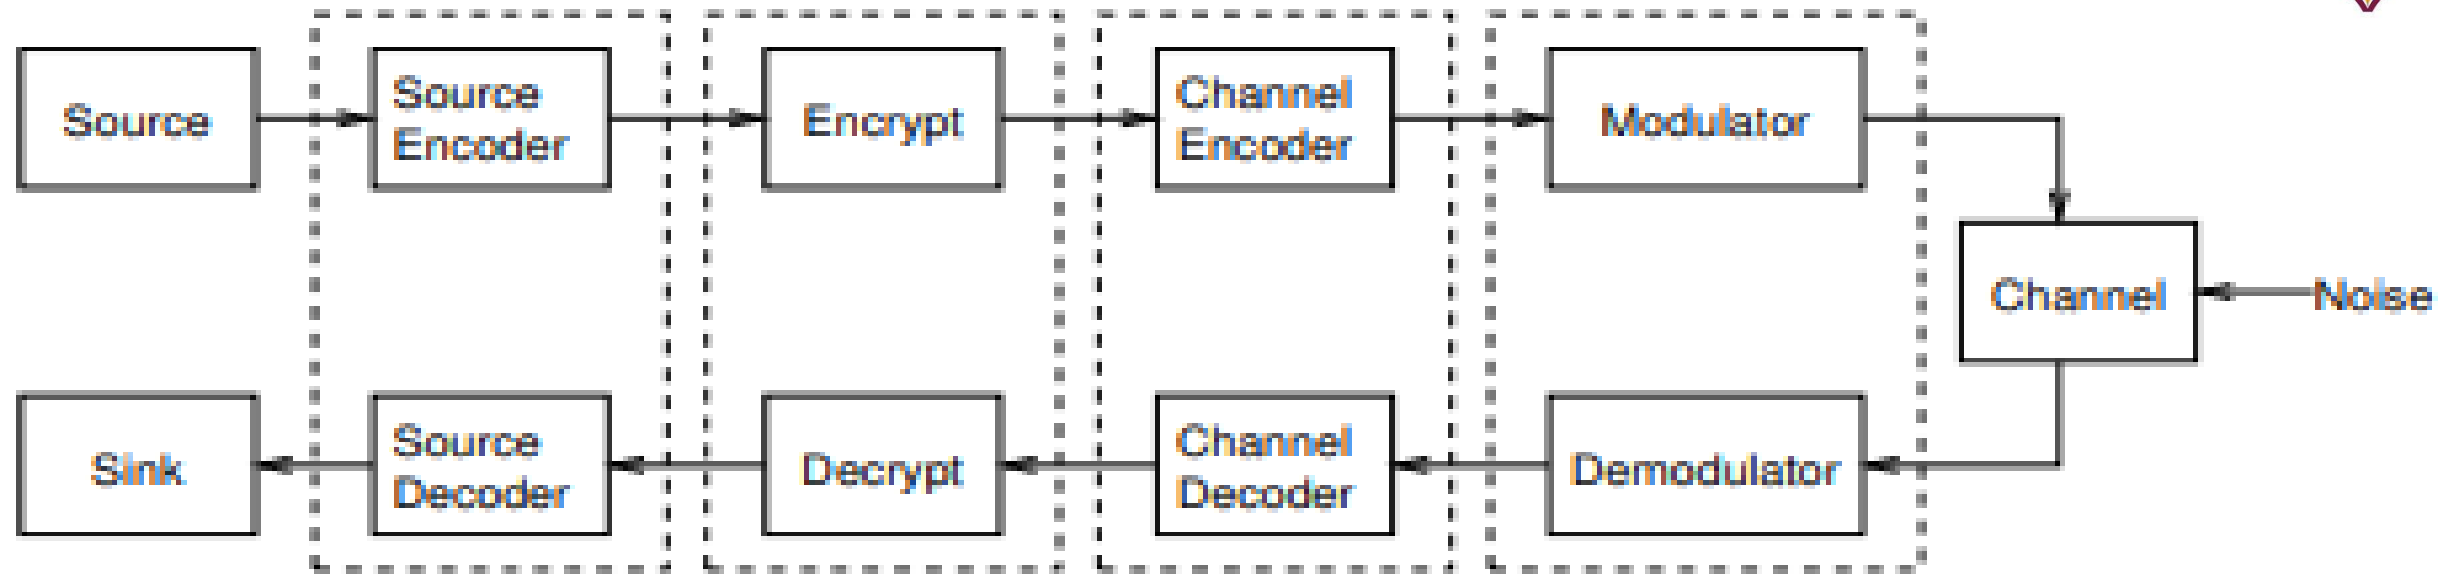 Source
Source
Encoder
Encrypt
Channel
Encoder
Modulator
Channel
Noise
Sink
Source
Decoder
Decrypt
Channel
Decoder
Demodulator